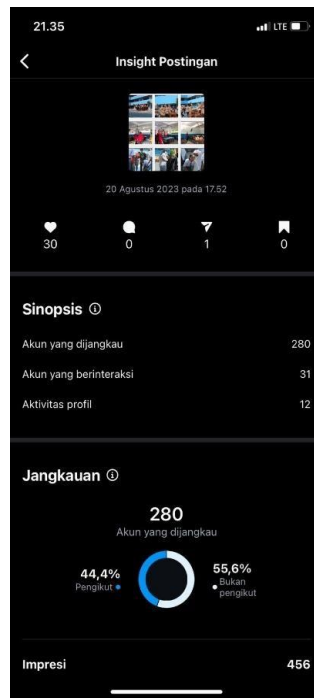 21.35
LTE
Insight Postingan
20 Agustus 2023 pada 17.52
30 0 1 0
Sinopsis
Akun yang dijangkau 280
Akun yang berinteraksi 31
Aktivitas profil 12
Jangkauan
280
Akun yang dijangkau
44,4%
Pengikut
55,6%
Bukan
pengikut
Impresi 456